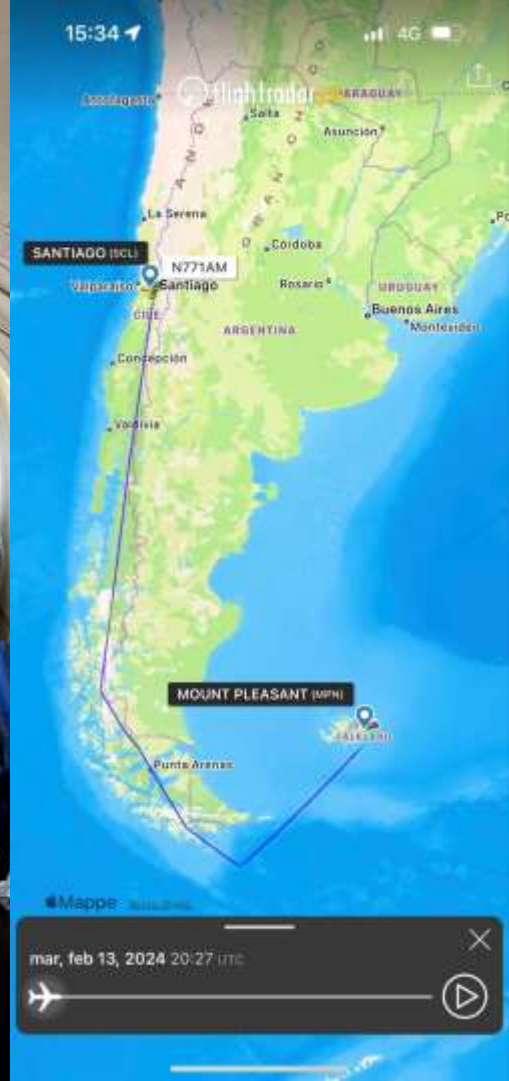 15:34
4G
flightradar
Antofagasta
PARAGUAY
Salta
Asunción
La Serena
Córdoba
SANTIAGO (SCL)
N771AM
Valparaíso
Santiago
Rosario
URUGUAY
CILE
Buenos Aires
Montevideo
ARGENTINA
Concepción
Valdivia
MOUNT PLEASANT (MPN)
Punta Arenas
Mappe
mar, feb 13, 2024 20:27 UTC